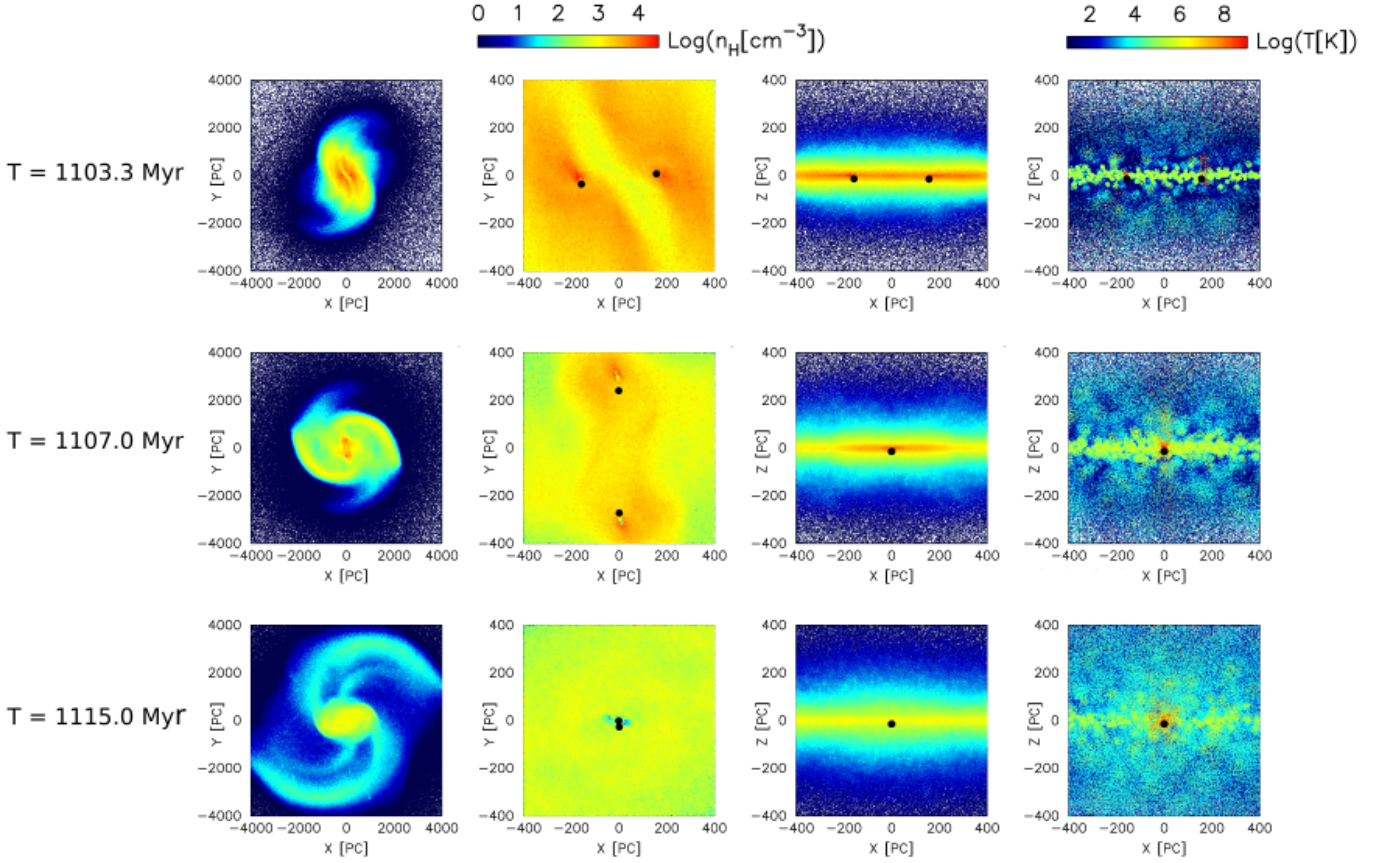 0 1 2 3 4 Log(n_H[cm⁻³])
2 4 6 8 Log(T[K])
T = 1103.3 Myr
4000 2000 0 −2000 −4000 Y [PC]
−4000 −2000 0 2000 4000
X [PC]
400 200 0 −200 −400 Y [PC]
−400 −200 0 200 400
X [PC]
400 200 0 −200 −400 Z [PC]
−400 −200 0 200 400
X [PC]
400 200 0 −200 −400 Z [PC]
−400 −200 0 200 400
X [PC]
T = 1107.0 Myr
4000 2000 0 −2000 −4000 Y [PC]
−4000 −2000 0 2000 4000
X [PC]
400 200 0 −200 −400 Y [PC]
−400 −200 0 200 400
X [PC]
400 200 0 −200 −400 Z [PC]
−400 −200 0 200 400
X [PC]
400 200 0 −200 −400 Z [PC]
−400 −200 0 200 400
X [PC]
T = 1115.0 Myr
4000 2000 0 −2000 −4000 Y [PC]
−4000 −2000 0 2000 4000
X [PC]
400 200 0 −200 −400 Y [PC]
−400 −200 0 200 400
X [PC]
400 200 0 −200 −400 Z [PC]
−400 −200 0 200 400
X [PC]
400 200 0 −200 −400 Z [PC]
−400 −200 0 200 400
X [PC]